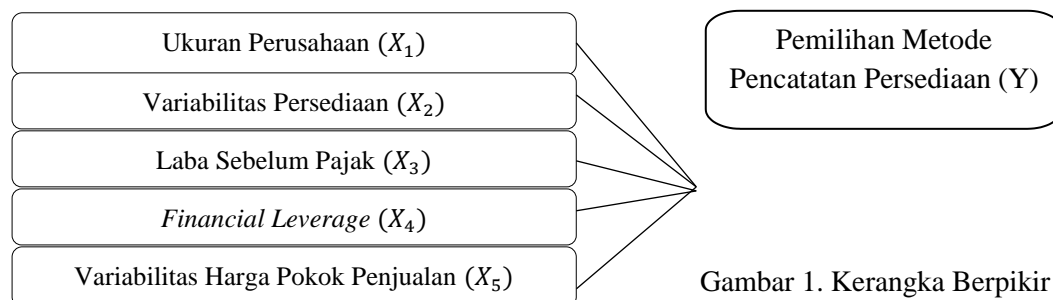 Ukuran Perusahaan (𝑋₁)
Variabilitas Persediaan (𝑋₂)
Laba Sebelum Pajak (𝑋₃)
Financial Leverage (𝑋₄)
Variabilitas Harga Pokok Penjualan (𝑋₅)
Pemilihan Metode
Pencatatan Persediaan (Y)
Gambar 1. Kerangka Berpikir